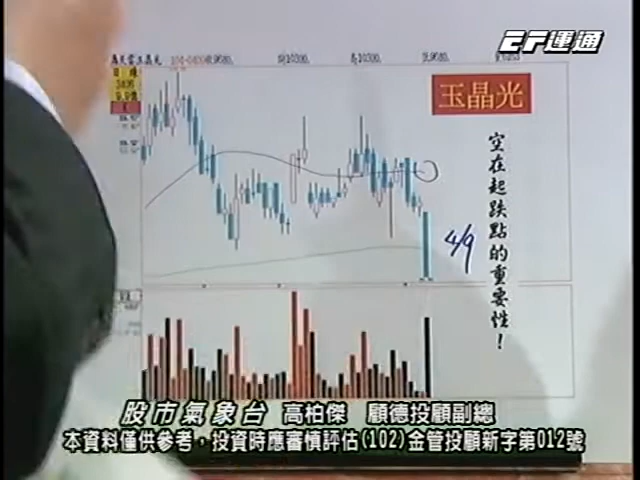 EF運通
玉晶光
日線
3406
空在起跌點的重要性！
4/9
股市氣象台 高柏傑 顧德投顧副總
本資料僅供參考，投資時應審慎評估(102)金管投顧新字第012號